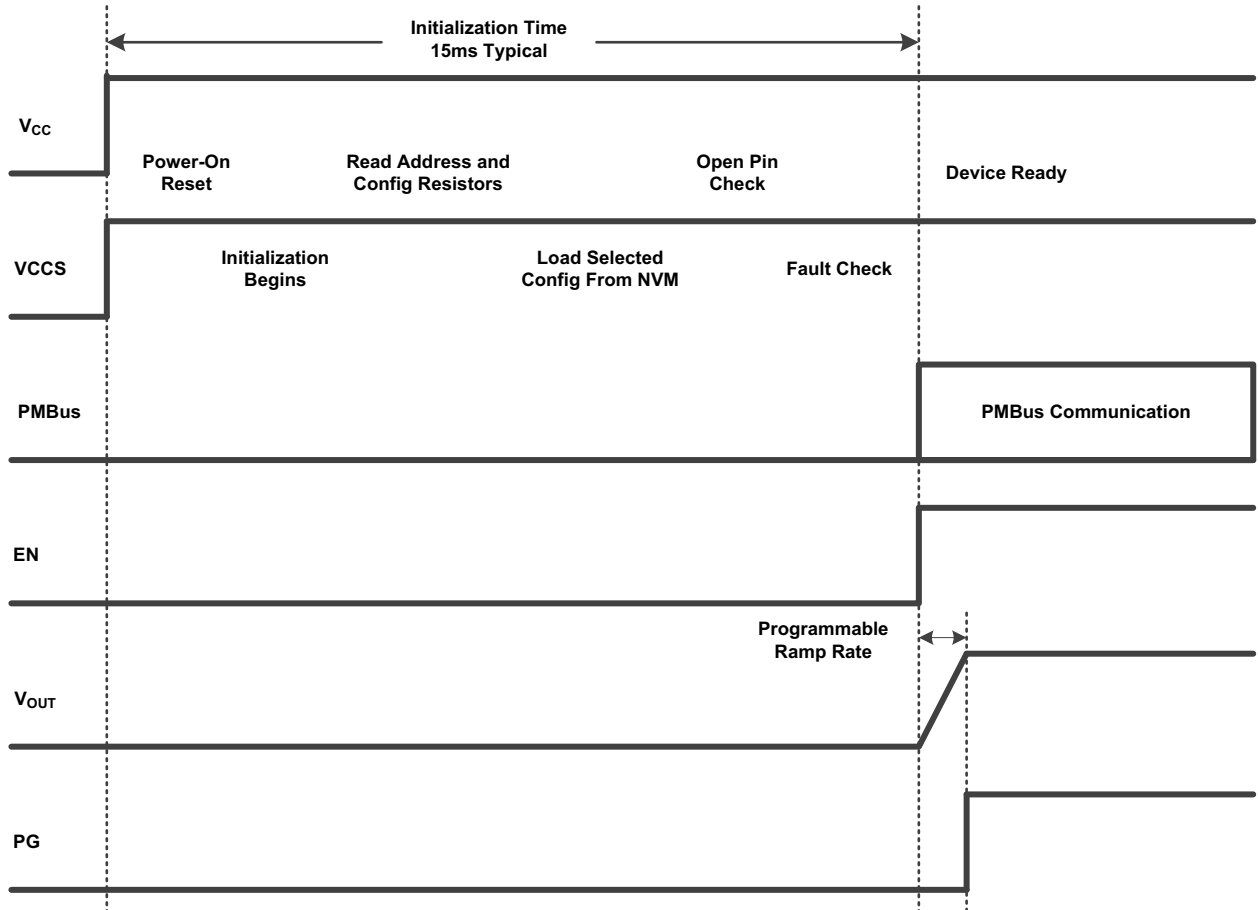 Initialization Time
15ms Typical
VCC
Power-On
Reset
Read Address and
Config Resistors
Open Pin
Check
Device Ready
VCCS
Initialization
Begins
Load Selected
Config From NVM
Fault Check
PMBus
PMBus Communication
EN
Programmable
Ramp Rate
VOUT
PG